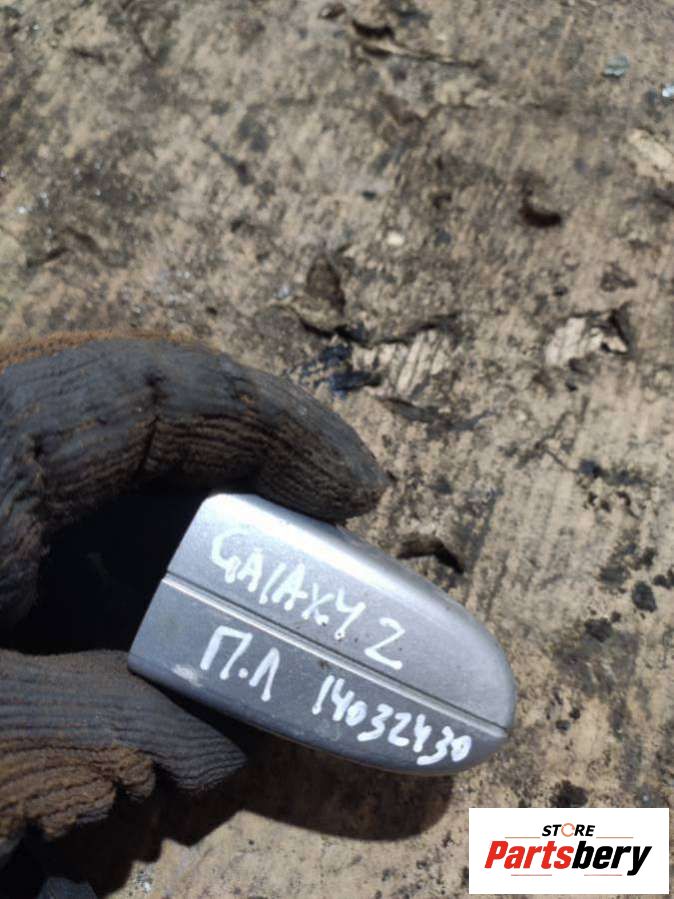 GALAXY 2
П.Л 14032430
STORE
Partsbery